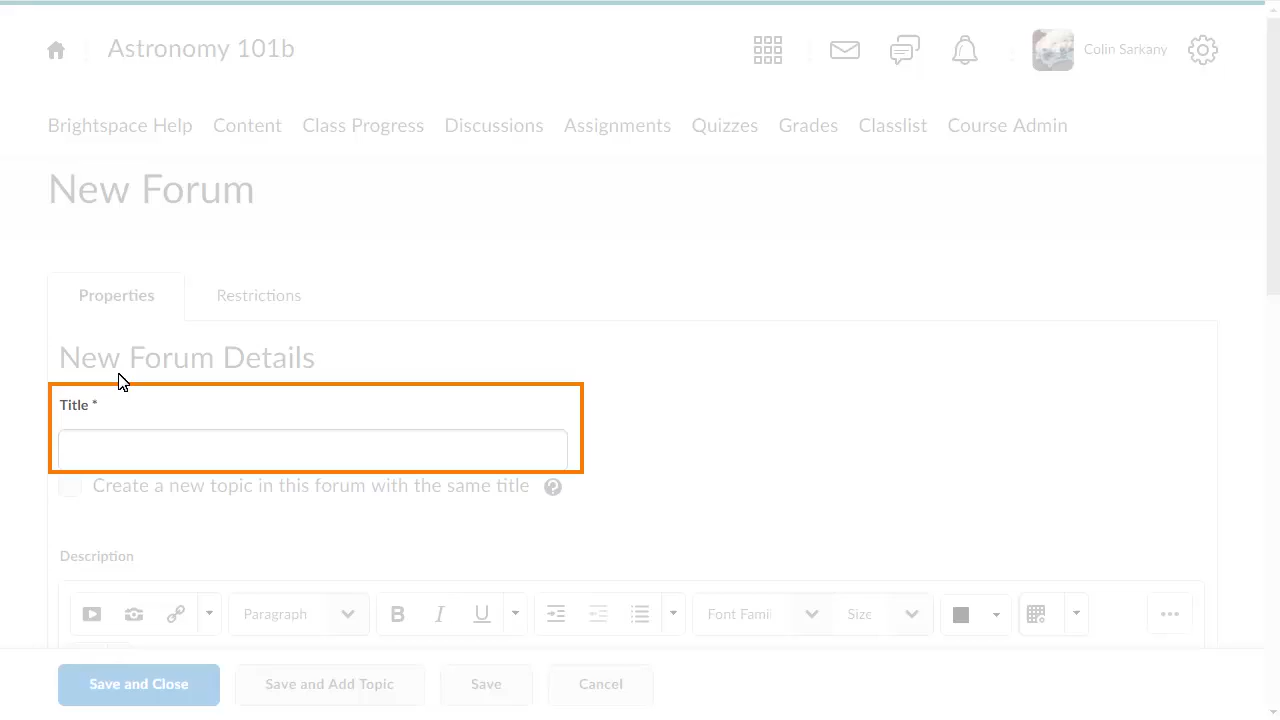 Astronomy 101b
Colin Sarkany
Brightspace Help Content Class Progress Discussions Assignments Quizzes Grades Classlist Course Admin
New Forum
Properties Restrictions
New Forum Details
Title *
Create a new topic in this forum with the same title
Description
Paragraph B I U Font Famil Size
Save and Close Save and Add Topic Save Cancel